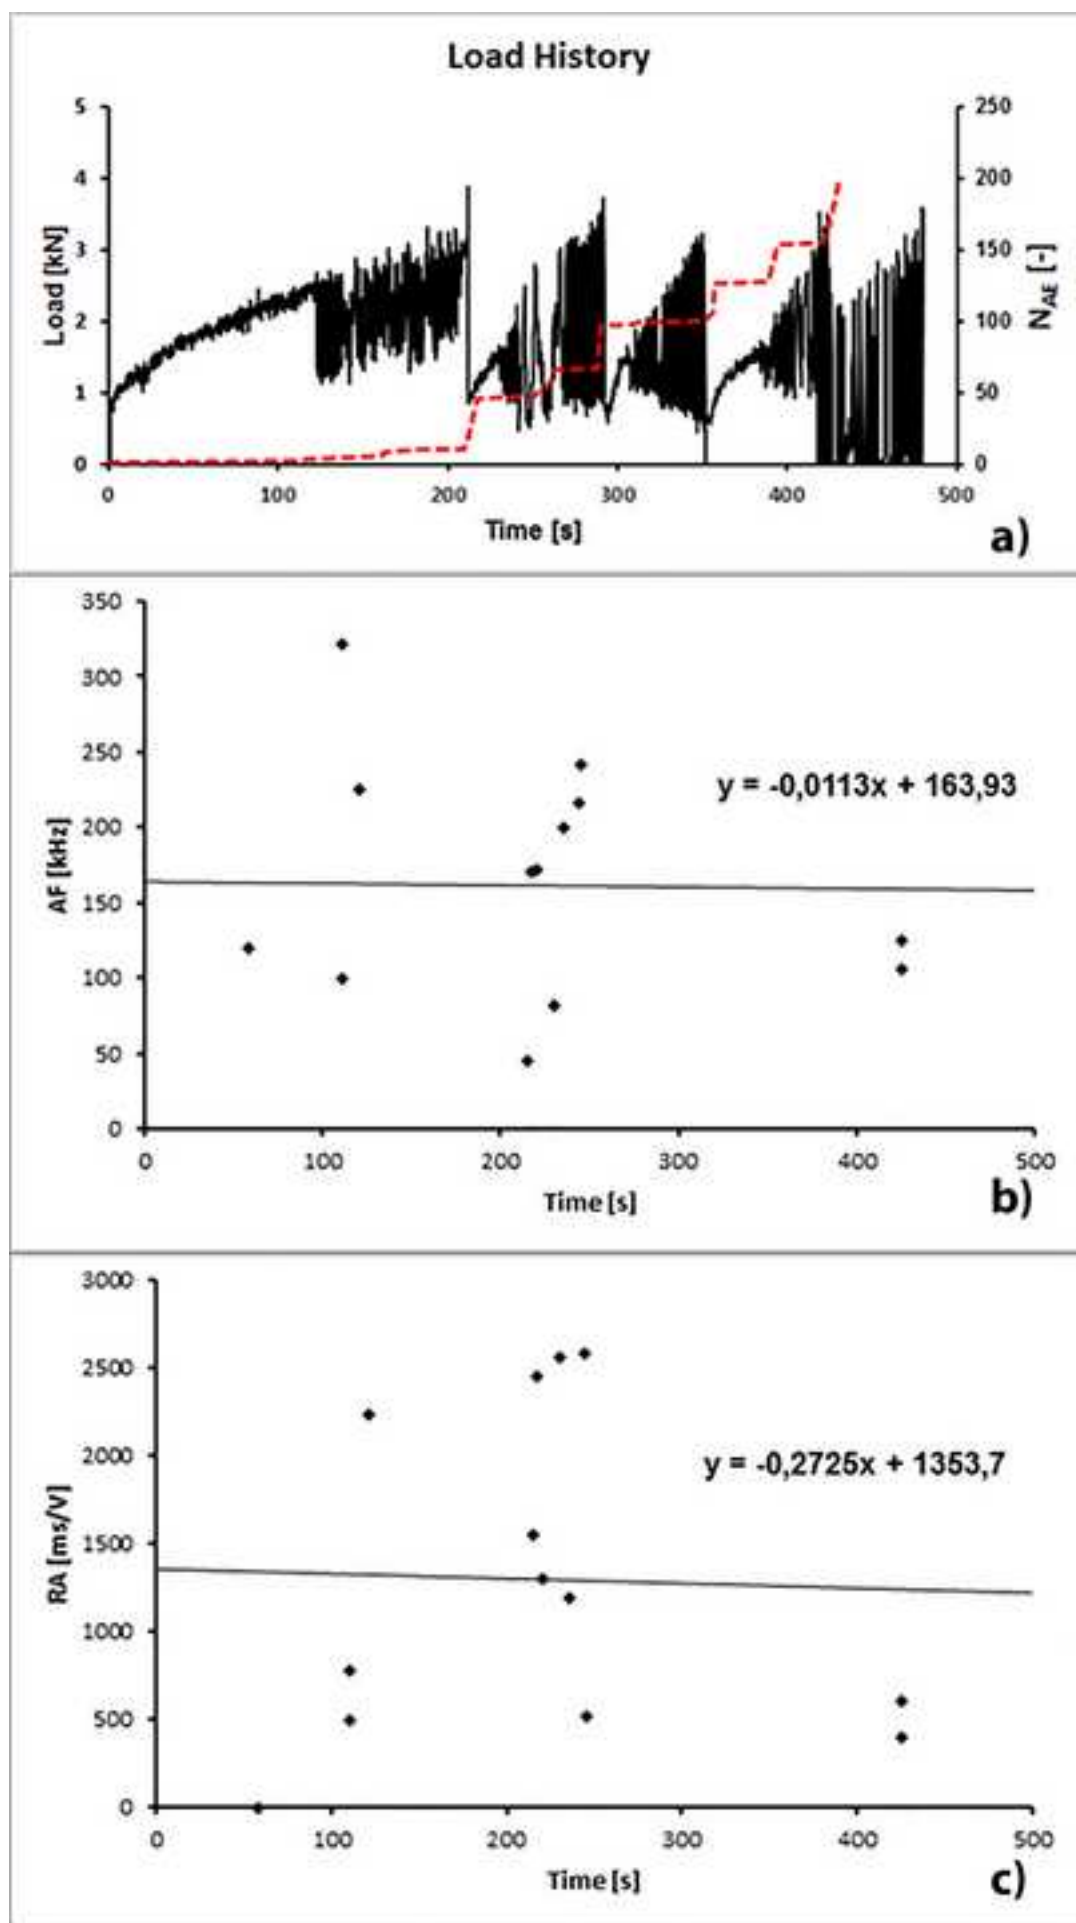 Load History
5
4
3
2
1
0
Load [kN]
250
200
150
100
50
0
N_AE [-]
0 100 200 300 400 500
Time [s]
a)
350
300
250
200
150
100
50
0
AF [kHz]
y = -0,0113x + 163,93
0 100 200 300 400 500
Time [s]
b)
3000
2500
2000
1500
1000
500
0
RA [ms/V]
y = -0,2725x + 1353,7
0 100 200 300 400 500
Time [s]
c)